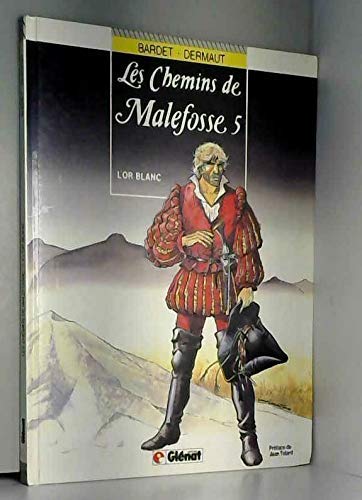 BARDET - DERMAUT
Les Chemins de
Malefosse 5
L'OR BLANC
Préface de
Jean Tulard
Glénat